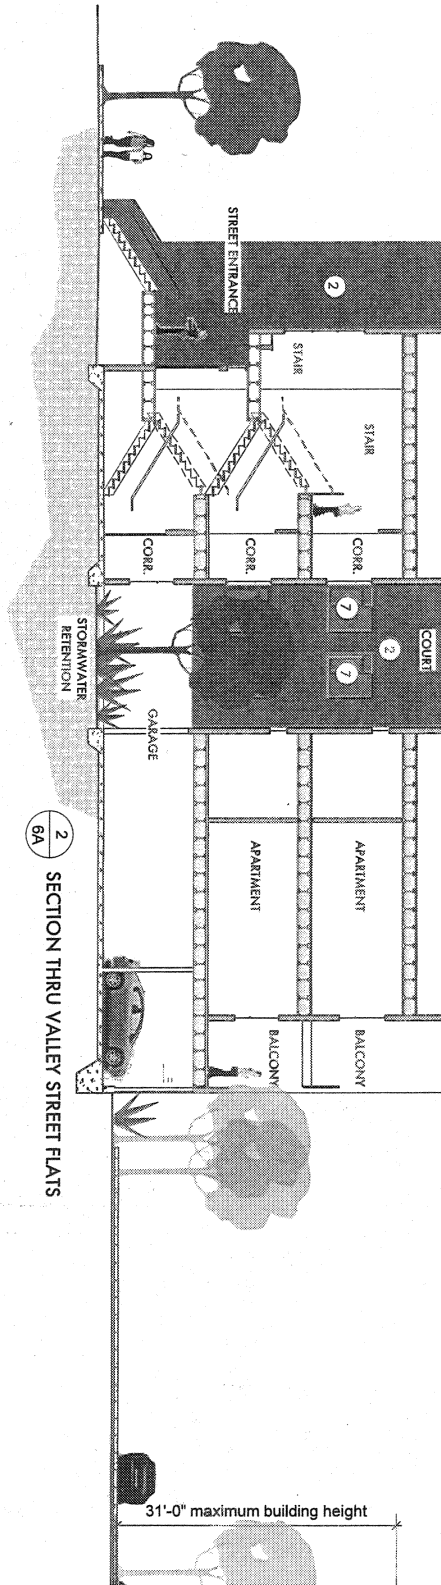 STREET ENTRANCE
2
STAIR
STAIR
CORR.
CORR.
CORR.
7
7
2
COURT
STORMWATER
RETENTION
GARAGE
APARTMENT
APARTMENT
BALCONY
BALCONY
2
6A
SECTION THRU VALLEY STREET FLATS
31'-0" maximum building height